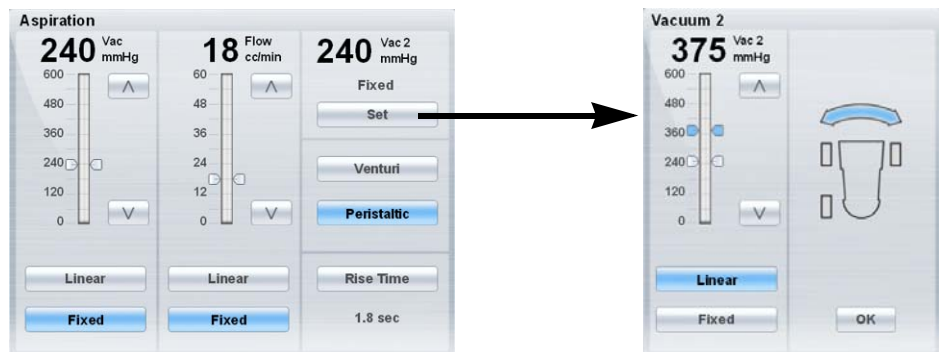 Aspiration
240 Vac mmHg
600
480
360
240
120
0
Linear
Fixed
18 Flow cc/min
60
48
36
24
12
0
Linear
Fixed
240 Vac 2 mmHg
Fixed
Set
Venturi
Peristaltic
Rise Time
1.8 sec
Vacuum 2
375 Vac 2 mmHg
600
480
360
240
120
0
Linear
Fixed
OK